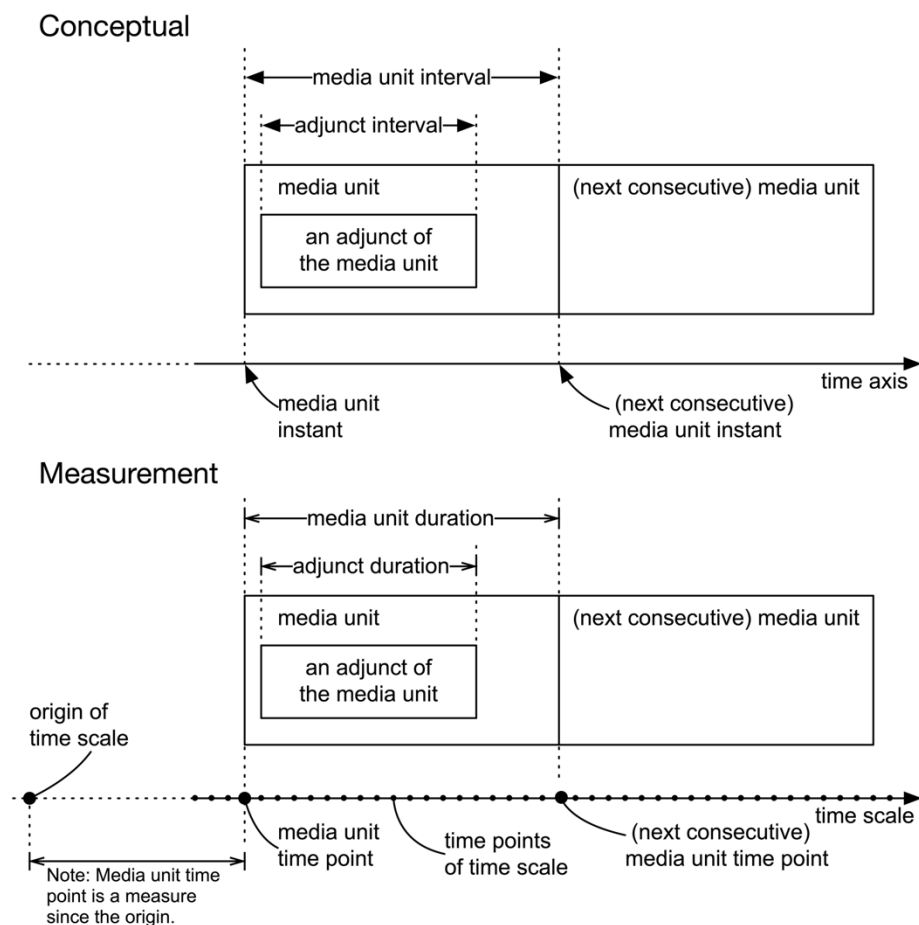 Conceptual
media unit interval
adjunct interval
media unit
(next consecutive) media unit
an adjunct of
the media unit
time axis
media unit
instant
(next consecutive)
media unit instant
Measurement
media unit duration
adjunct duration
media unit
(next consecutive) media unit
an adjunct of
the media unit
origin of
time scale
time scale
media unit
time point
time points
of time scale
(next consecutive)
media unit time point
Note: Media unit time
point is a measure
since the origin.